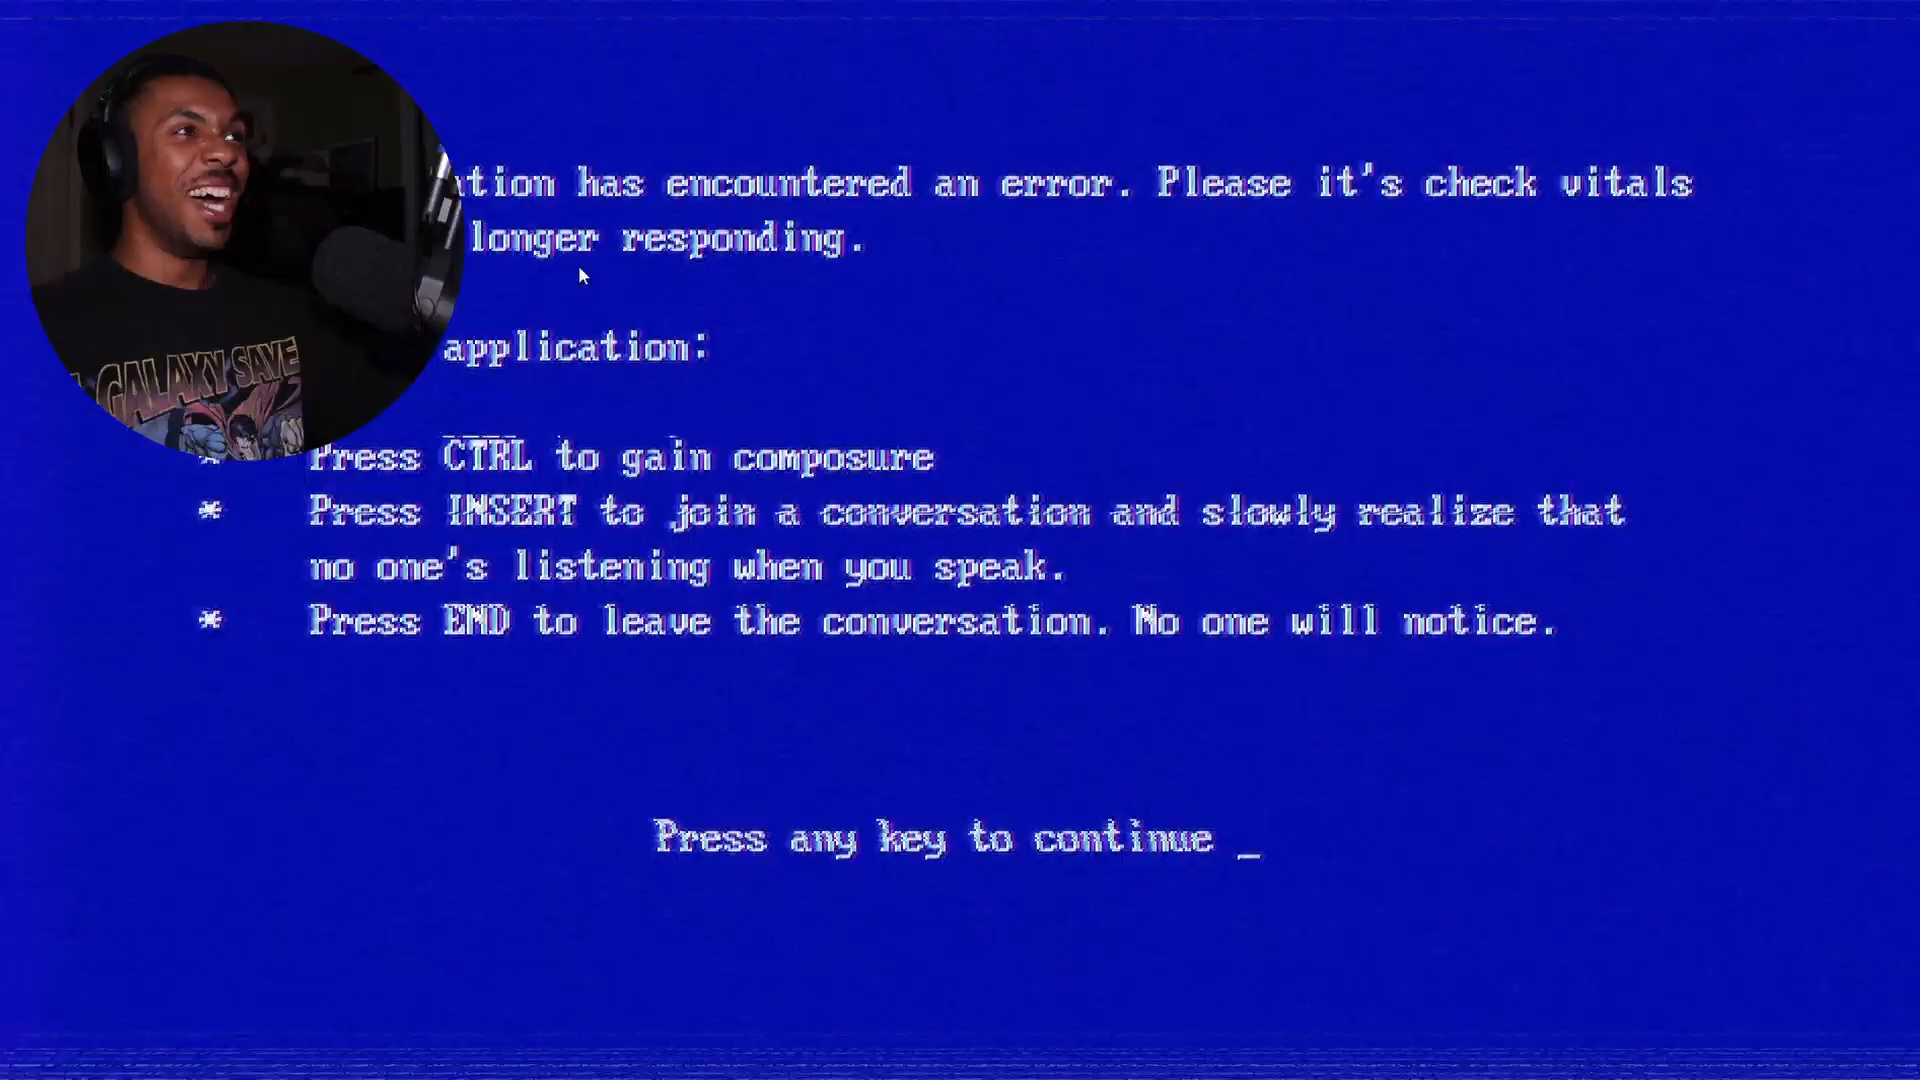 GALAXY SAVE
has encountered an error. Please it's check vitals
longer responding.
application:
* Press CTRL to gain composure
* Press INSERT to join a conversation and slowly realize that
no one's listening when you speak.
* Press END to leave the conversation. No one will notice.
Press any key to continue _